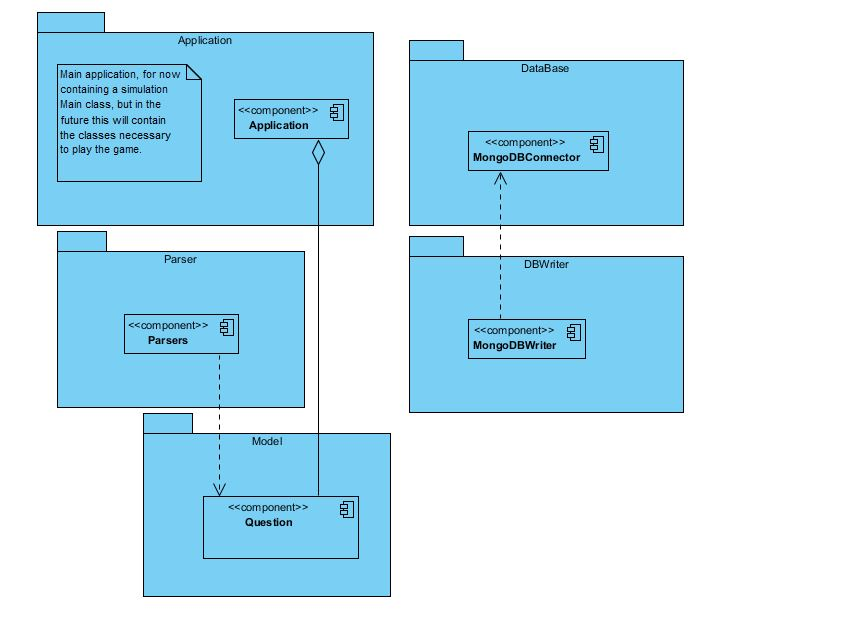 Application
Main application, for now
containing a simulation
Main class, but in the
future this will contain
the classes necessary
to play the game.
<<component>>
Application
DataBase
<<component>>
MongoDBConnector
Parser
<<component>>
Parsers
DBWriter
<<component>>
MongoDBWriter
Model
<<component>>
Question